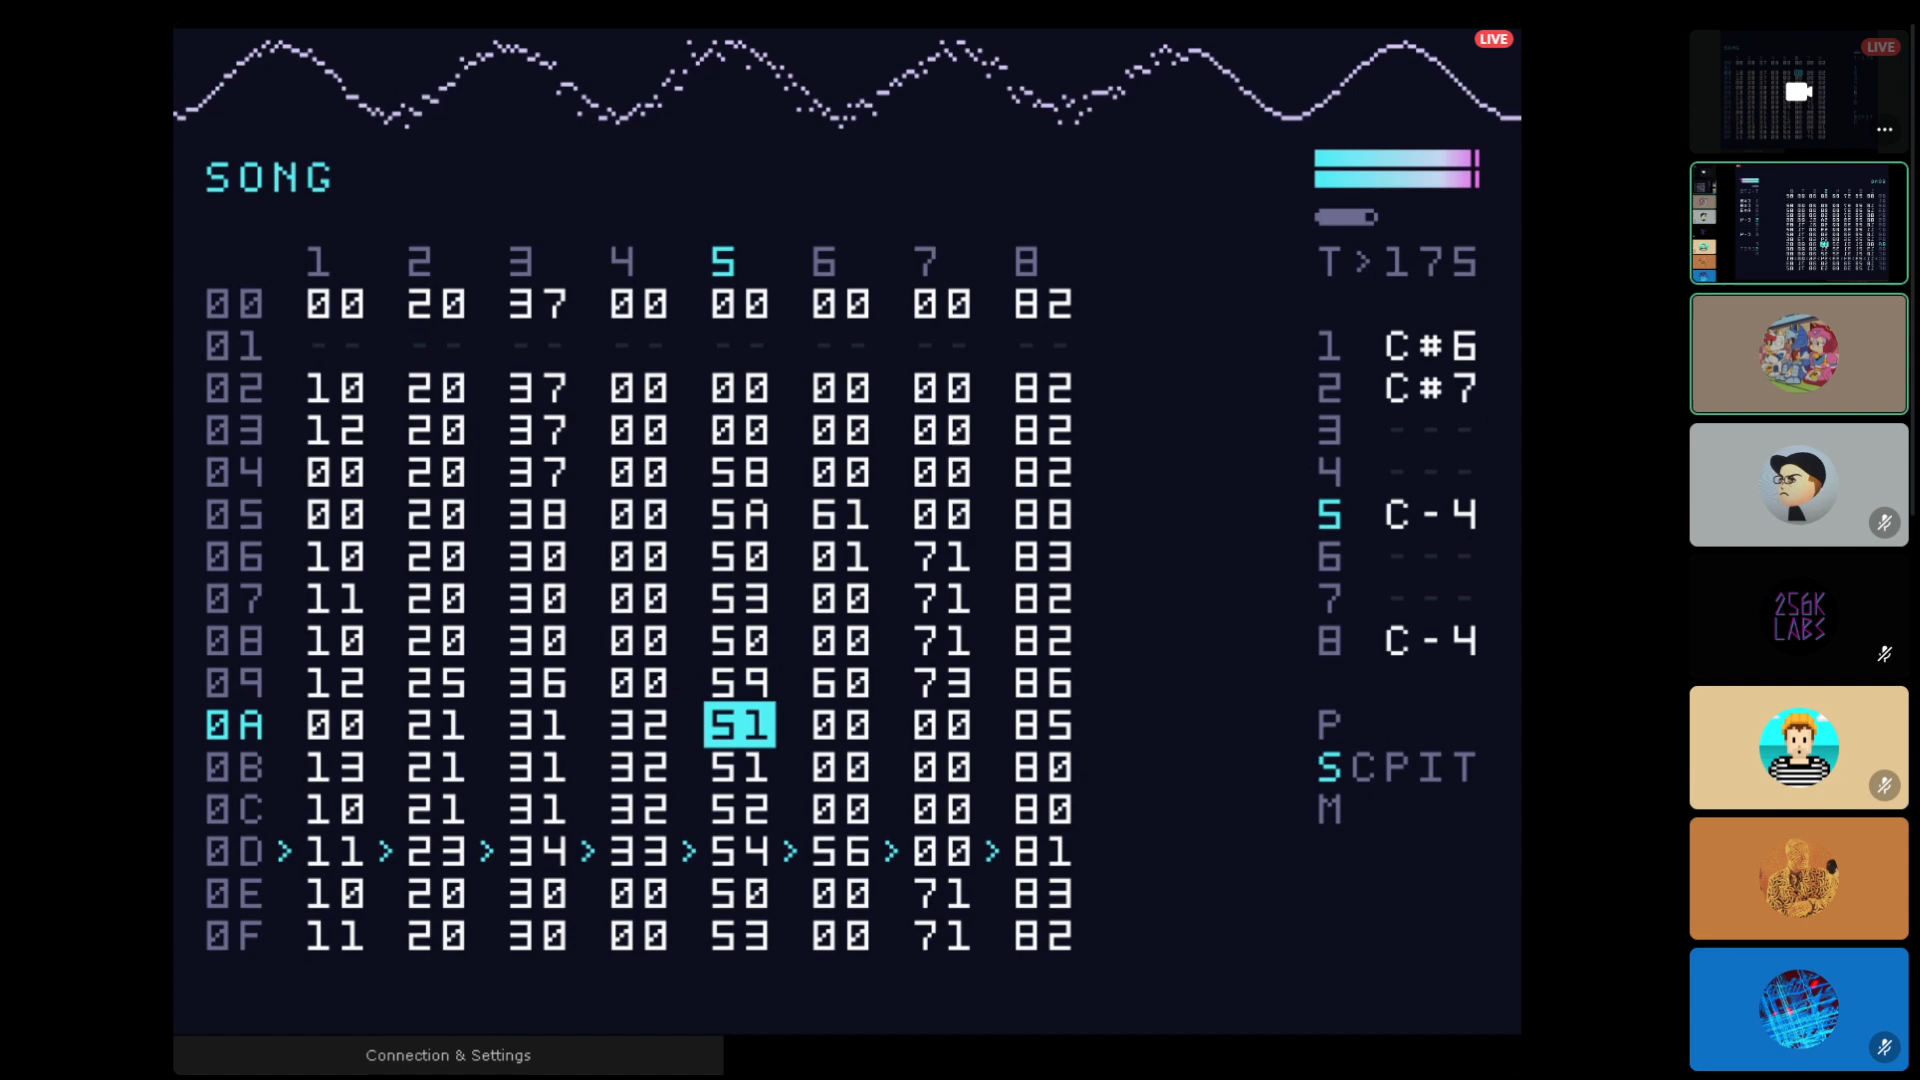 LIVE
SONG
1 2 3 4 5 6 7 8 T>175
00 00 20 37 00 00 00 00 82
01 -- -- -- -- -- -- -- -- 1 C#6
02 10 20 37 00 00 00 00 82 2 C#7
03 12 20 37 00 00 00 00 82 3 ---
04 00 20 37 00 58 00 00 82 4 ---
05 00 20 38 00 5A 61 00 88 5 C-4
06 10 20 30 00 50 01 71 83 6 ---
07 11 20 30 00 53 00 71 82 7 ---
08 10 20 30 00 50 00 71 82 8 C-4
09 12 25 36 00 59 60 73 86
0A 00 21 31 32 51 00 00 85 P
0B 13 21 31 32 51 00 00 80 SCPIT
0C 10 21 31 32 52 00 00 80 M
0D >11 >23 >34 >33 >54 >56 >00 >81
0E 10 20 30 00 50 00 71 83
0F 11 20 30 00 53 00 71 82
Connection & Settings
LIVE
256K
LABS